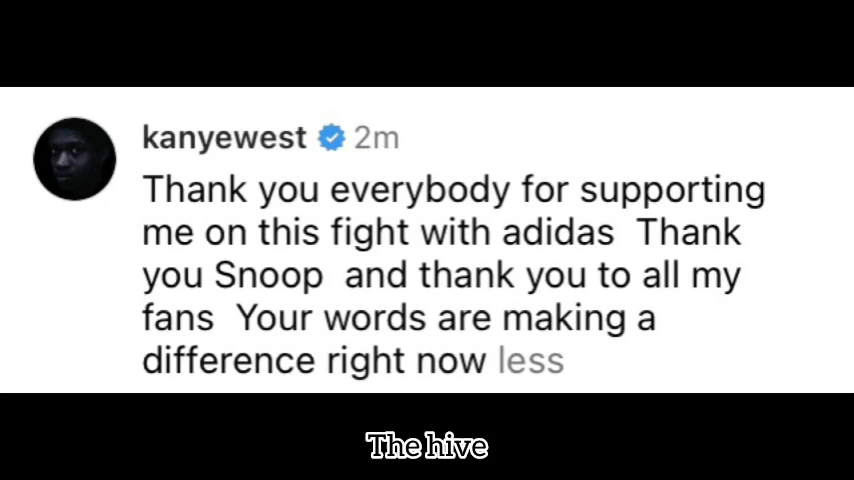 kanyewest 2m
Thank you everybody for supporting
me on this fight with adidas  Thank
you Snoop  and thank you to all my
fans  Your words are making a
difference right now less
The hive